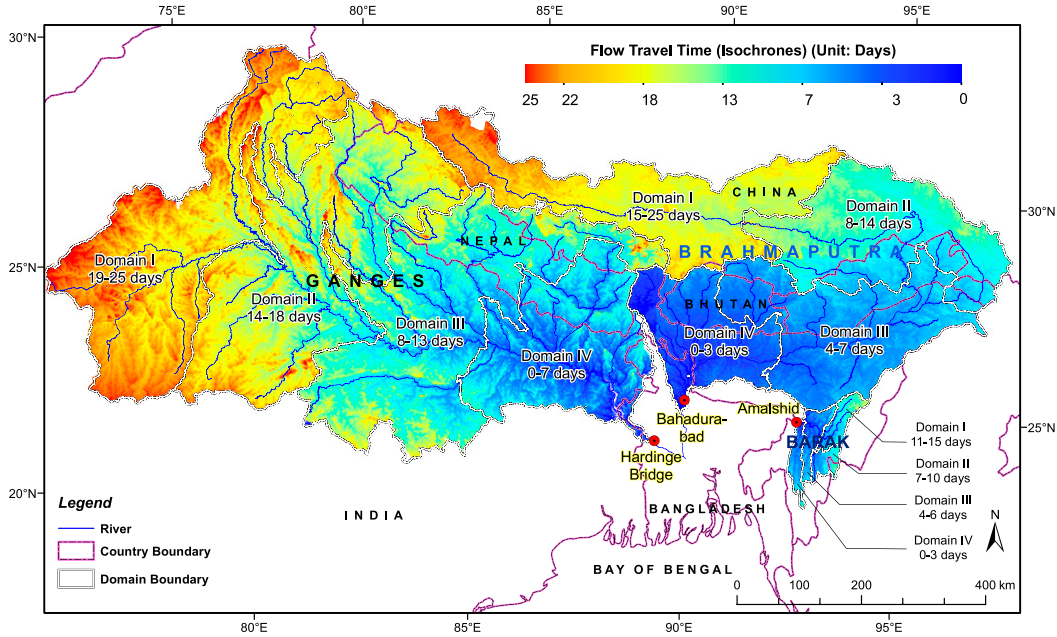 75°E
80°E
85°E
90°E
95°E
30°N
Flow Travel Time (Isochrones) (Unit: Days)
25
22
18
13
7
3
0
CHINA
Domain I
15-25 days
Domain II
8-14 days
30°N
NEPAL
BRAHMAPUTRA
Domain I
19-25 days
25°N
GANGES
Domain II
14-18 days
BHUTAN
Domain III
8-13 days
Domain IV
0-3 days
Domain III
4-7 days
Domain IV
0-7 days
Amalshid
Bahadura-
bad
BARAK
Domain I
11-15 days
25°N
Hardinge
Bridge
Domain II
7-10 days
20°N
Legend
River
Country Boundary
Domain Boundary
INDIA
BANGLADESH
Domain III
4-6 days
N
Domain IV
0-3 days
BAY OF BENGAL
0
100
200
400 km
80°E
85°E
90°E
95°E